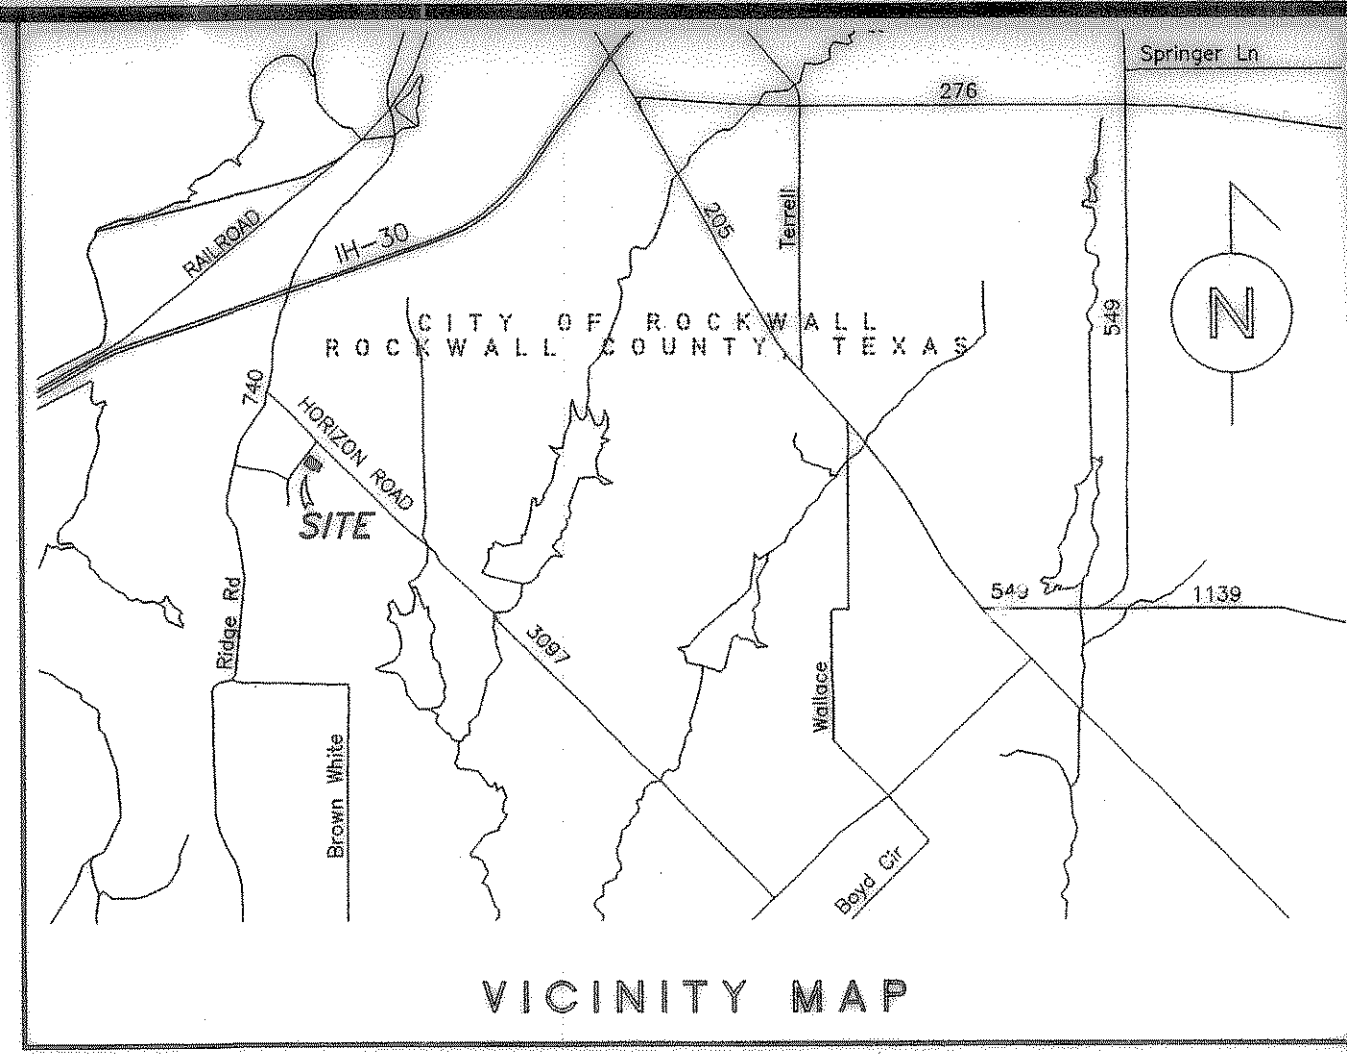 Springer Ln
276
205
Terrell
RAILROAD
IH-30
549
N
CITY OF ROCKWALL
ROCKWALL COUNTY, TEXAS
740
HORIZON ROAD
SITE
Ridge Rd
3097
549
1139
Wallace
Brown White
Boyd Cir
VICINITY MAP